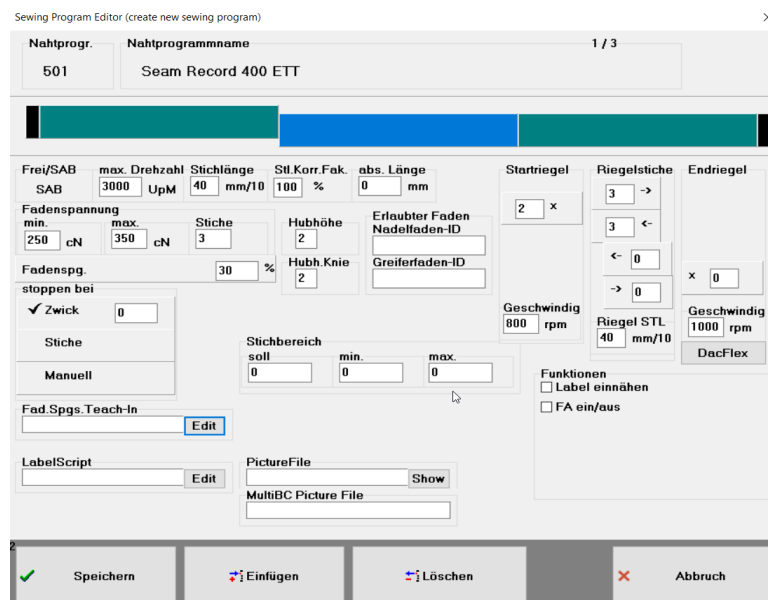 Sewing Program Editor (create new sewing program)
Nahtprogr. Nahtprogrammname 1 / 3
501 Seam Record 400 ETT
Frei/SAB max. Drehzahl Stichlänge Stl.Korr.Fak. abs. Länge Startriegel Riegelstiche Endriegel
SAB 3000 UpM 40 mm/10 100 % 0 mm
3 ->
2 x
3 <-
Fadenspannung
min. max. Stiche
250 cN 350 cN 3
Hubhöhe
2
Erlaubter Faden
Nadelfaden-ID
Fadenspg. 30 %
Hubh.Knie
2
Greiferfaden-ID
<- 0
-> 0
x 0
stoppen bei
✓ Zwick 0
Stiche
Manuell
Geschwindig
800 rpm
Riegel STL
40 mm/10
Geschwindig
1000 rpm
DacFlex
Stichbereich
soll min. max.
0 0 0
Funktionen
Label einnähen
FA ein/aus
Fad.Spgs.Teach-In
Edit
LabelScript
Edit
PictureFile
Show
MultiBC Picture File
2
Speichern Einfügen Löschen Abbruch